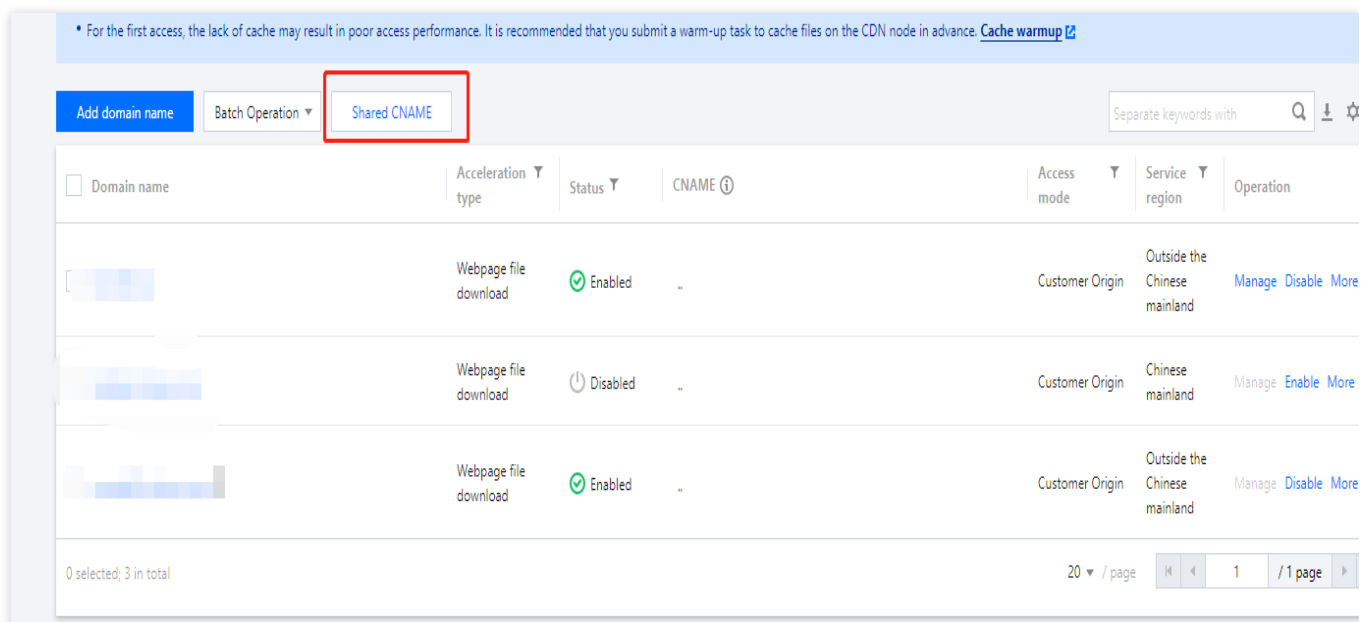 • For the first access, the lack of cache may result in poor access performance. It is recommended that you submit a warm-up task to cache files on the CDN node in advance. Cache warmup
Add domain name Batch Operation Shared CNAME Separate keywords with
Domain name Acceleration type Status CNAME Access mode Service region Operation
Webpage file download Enabled .. Customer Origin Outside the Chinese mainland Manage Disable More
Webpage file download Disabled .. Customer Origin Chinese mainland Manage Enable More
Webpage file download Enabled .. Customer Origin Outside the Chinese mainland Manage Disable More
0 selected; 3 in total 20 / page 1 / 1 page